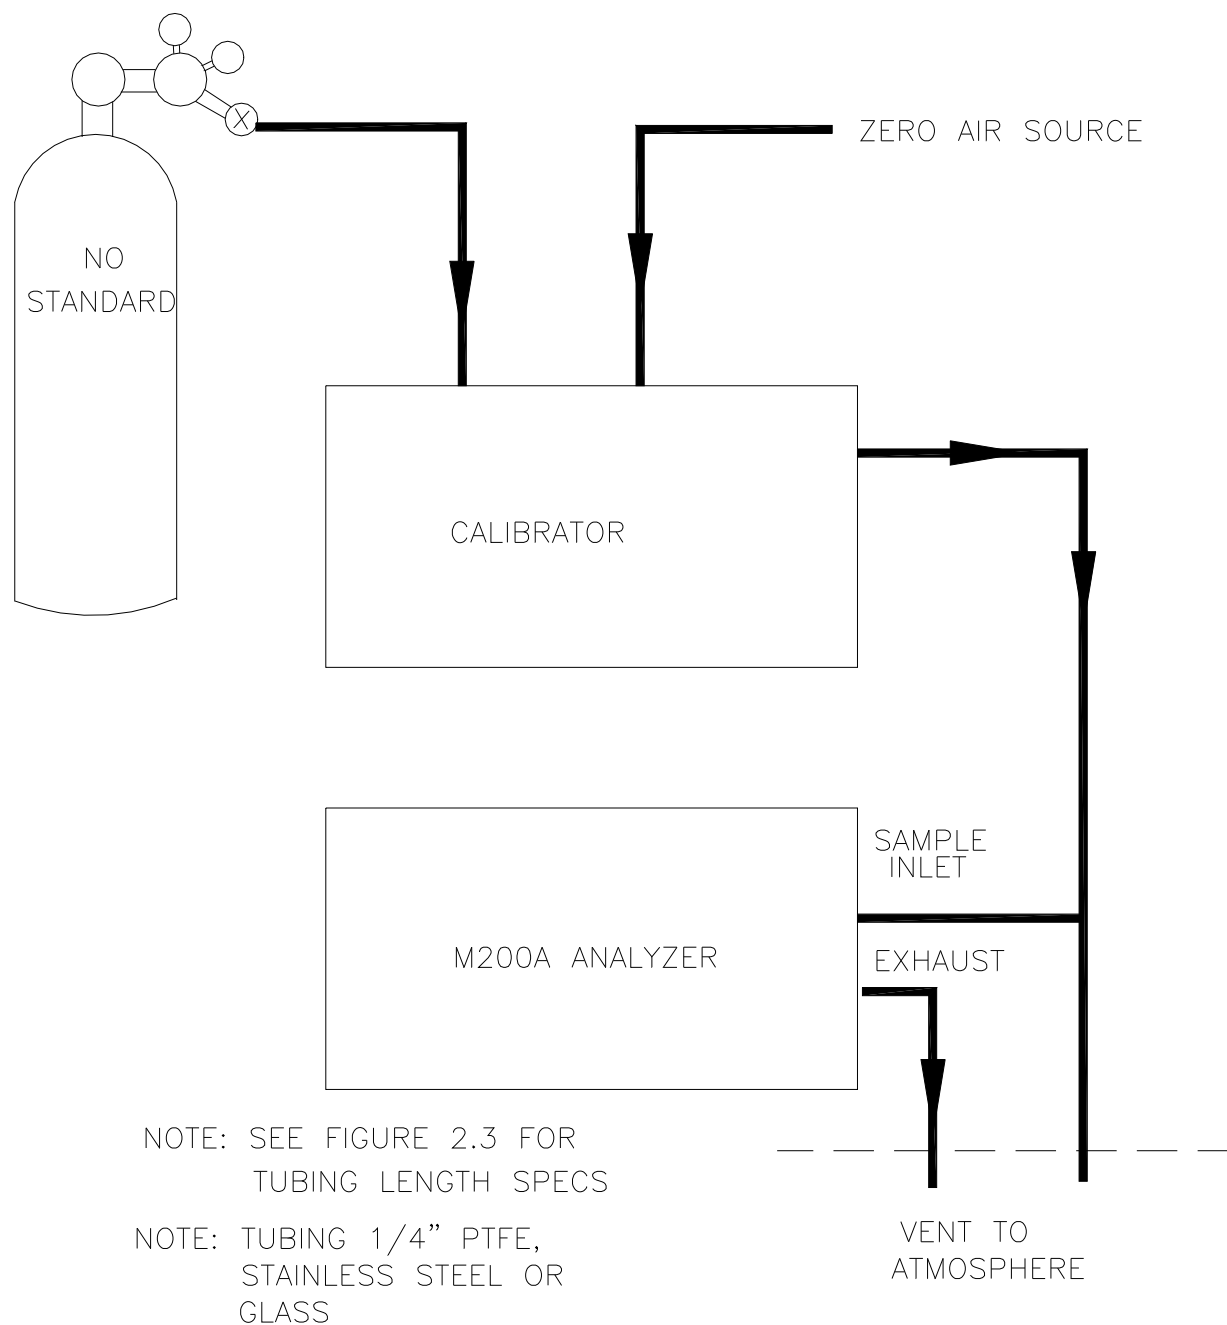 ZERO AIR SOURCE
NO
STANDARD
CALIBRATOR
SAMPLE
INLET
M200A ANALYZER
EXHAUST
NOTE: SEE FIGURE 2.3 FOR
TUBING LENGTH SPECS
NOTE: TUBING 1/4” PTFE,
STAINLESS STEEL OR
GLASS
VENT TO
ATMOSPHERE